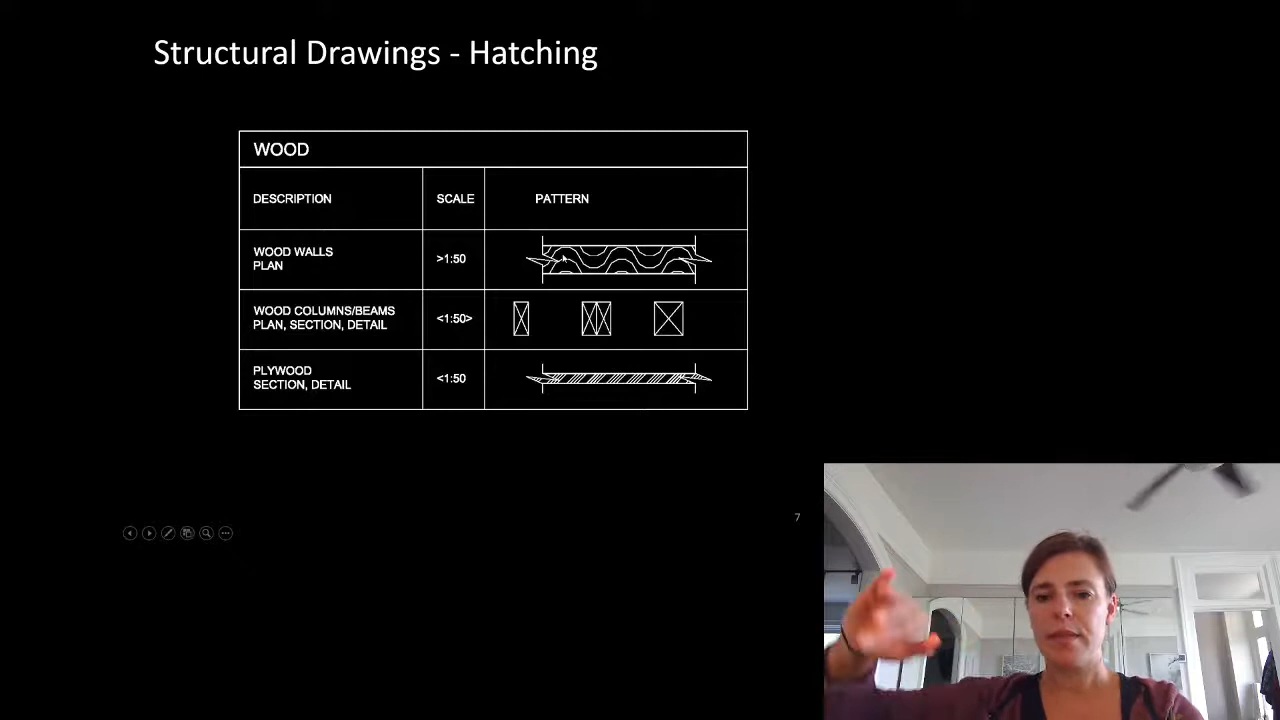 Structural Drawings - Hatching
WOOD
DESCRIPTION SCALE PATTERN
WOOD WALLS
PLAN
>1:50
WOOD COLUMNS/BEAMS
PLAN, SECTION, DETAIL
<1:50>
PLYWOOD
SECTION, DETAIL
<1:50
7